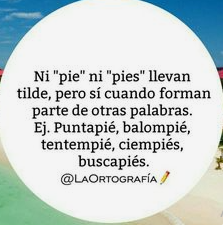 Ni "pie" ni "pies" llevan
tilde, pero sí cuando forman
parte de otras palabras.
Ej. Puntapié, balompié,
tentempié, ciempiés,
buscapiés.
@LaOrtografía